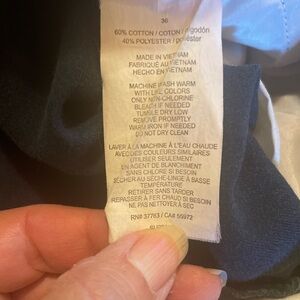 36
60% COTTON / COTON / algodón
40% POLYESTER / poliester
MADE IN VIETNAM
FABRIQUÉ AU VIETNAM
HECHO EN VIETNAM
MACHINE WASH WARM
WITH LIKE COLORS
ONLY NON-CHLORINE
BLEACH IF NEEDED
TUMBLE DRY LOW
REMOVE PROMPTLY
WARM IRON IF NEEDED
DO NOT DRY CLEAN
LAVER À LA MACHINE À L'EAU CHAUDE
AVEC DES COULEURS SIMILAIRES
UTILISER SEULEMENT
UN AGENT DE BLANCHIMENT
SANS CHLORE SI BESOIN
SÉCHER AU SÈCHE-LINGE À BASSE
TEMPÉRATURE
RETIRER SANS TARDER
REPASSER À FER CHAUD SI BESOIN
NE PAS NETTOYER À SEC
RN# 37763 / CA# 55972